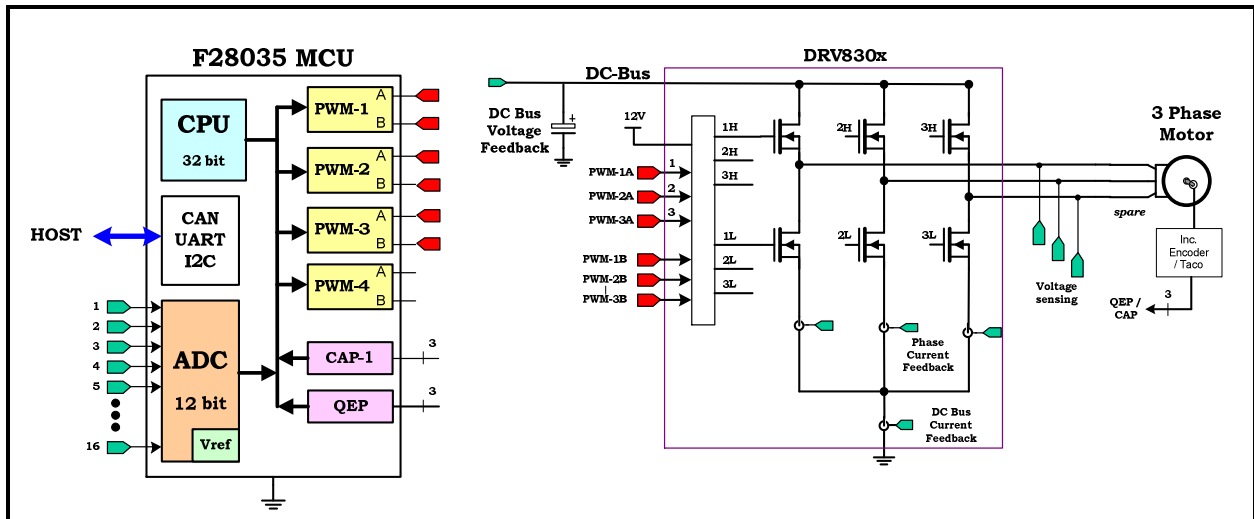 F28035 MCU
CPU
32 bit
CAN
UART
I2C
HOST
ADC
12 bit
Vref
1
2
3
4
5
16
PWM-1
A
B
PWM-2
A
B
PWM-3
A
B
PWM-4
A
B
CAP-1
3
QEP
3
DRV830x
DC-Bus
DC Bus
Voltage
Feedback
+
12V
PWM-1A
1
PWM-2A
2
PWM-3A
3
PWM-1B
PWM-2B
PWM-3B
1H
2H
3H
1L
2L
3L
2H
3H
2L
3L
Phase
Current
Feedback
DC Bus
Current
Feedback
3 Phase
Motor
spare
Voltage
sensing
Inc.
Encoder
/ Taco
QEP /
CAP
3